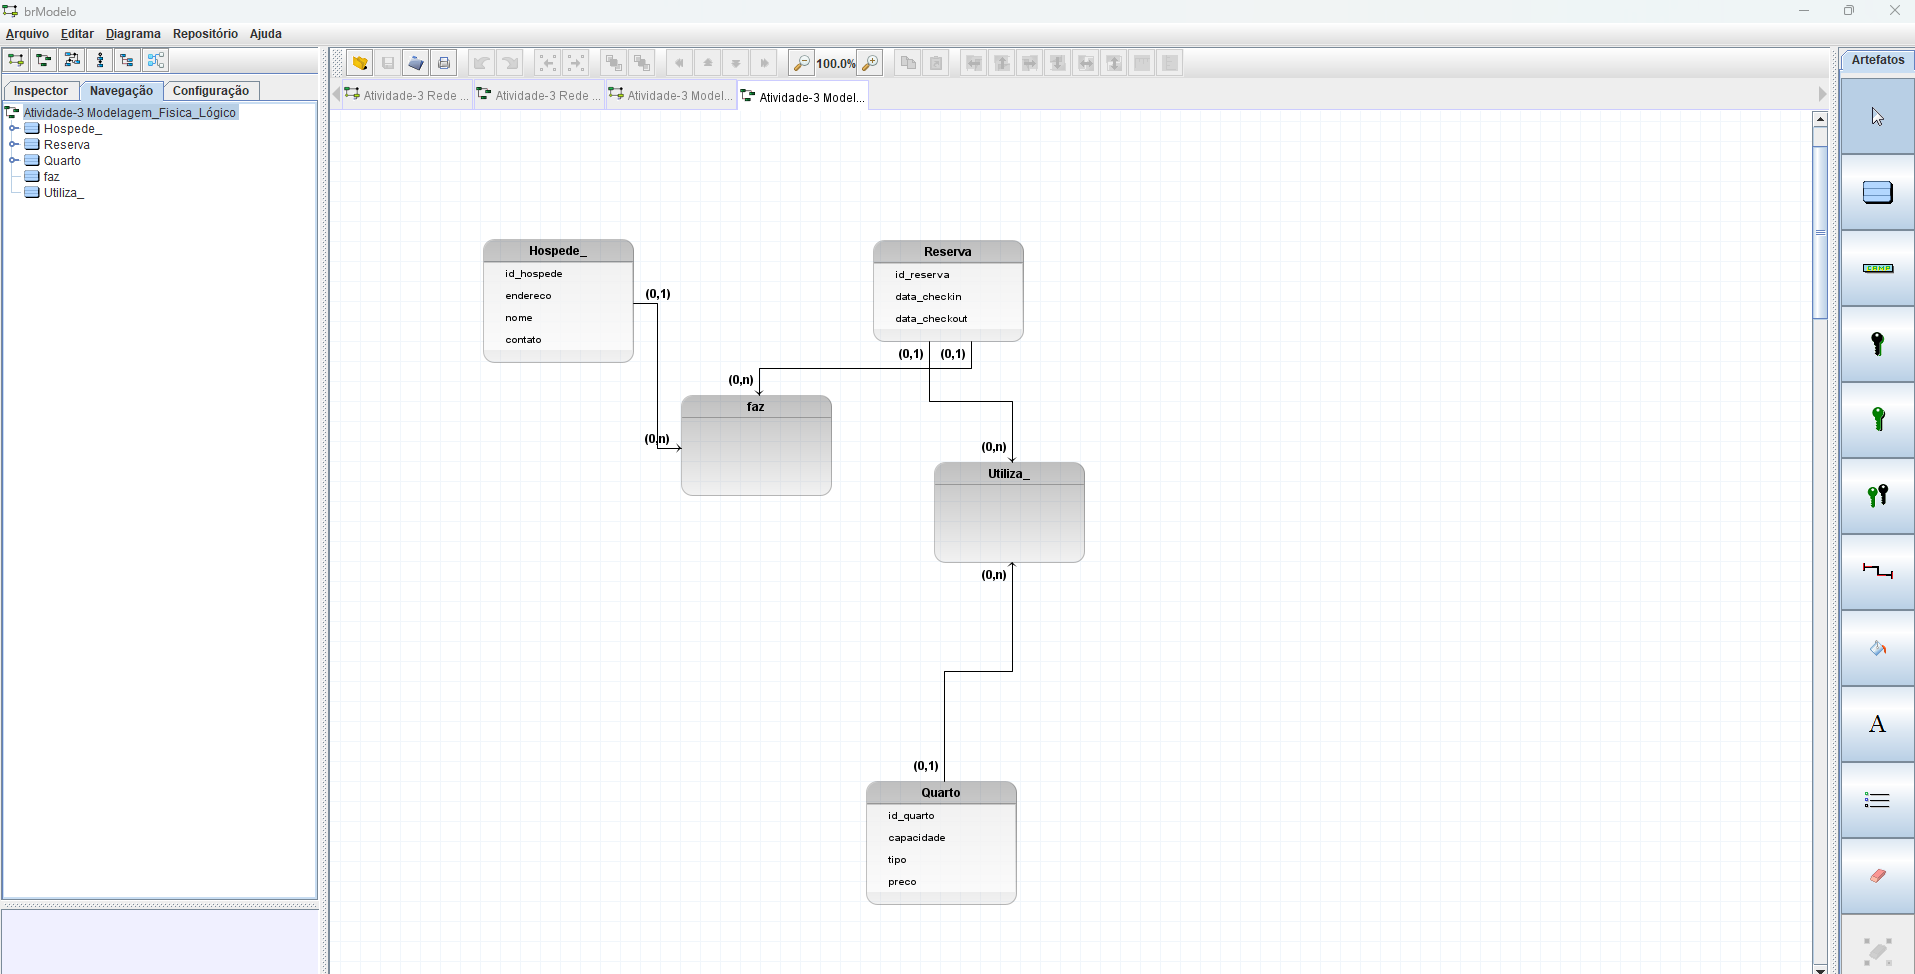 brModelo
Arquivo Editar Diagrama Repositório Ajuda
100.0%
Artefatos
Inspector Navegação Configuração
Atividade-3 Rede ... Atividade-3 Rede ... Atividade-3 Model... Atividade-3 Model...
Atividade-3 Modelagem_Fisica_Lógico
Hospede_
Reserva
Quarto
faz
Utiliza_
Hospede_
id_hospede
endereco
nome
contato
(0,1)
Reserva
id_reserva
data_checkin
data_checkout
(0,1) (0,1)
(0,n)
faz
(0,n)
(0,n)
Utiliza_
(0,n)
(0,1)
Quarto
id_quarto
capacidade
tipo
preco
A